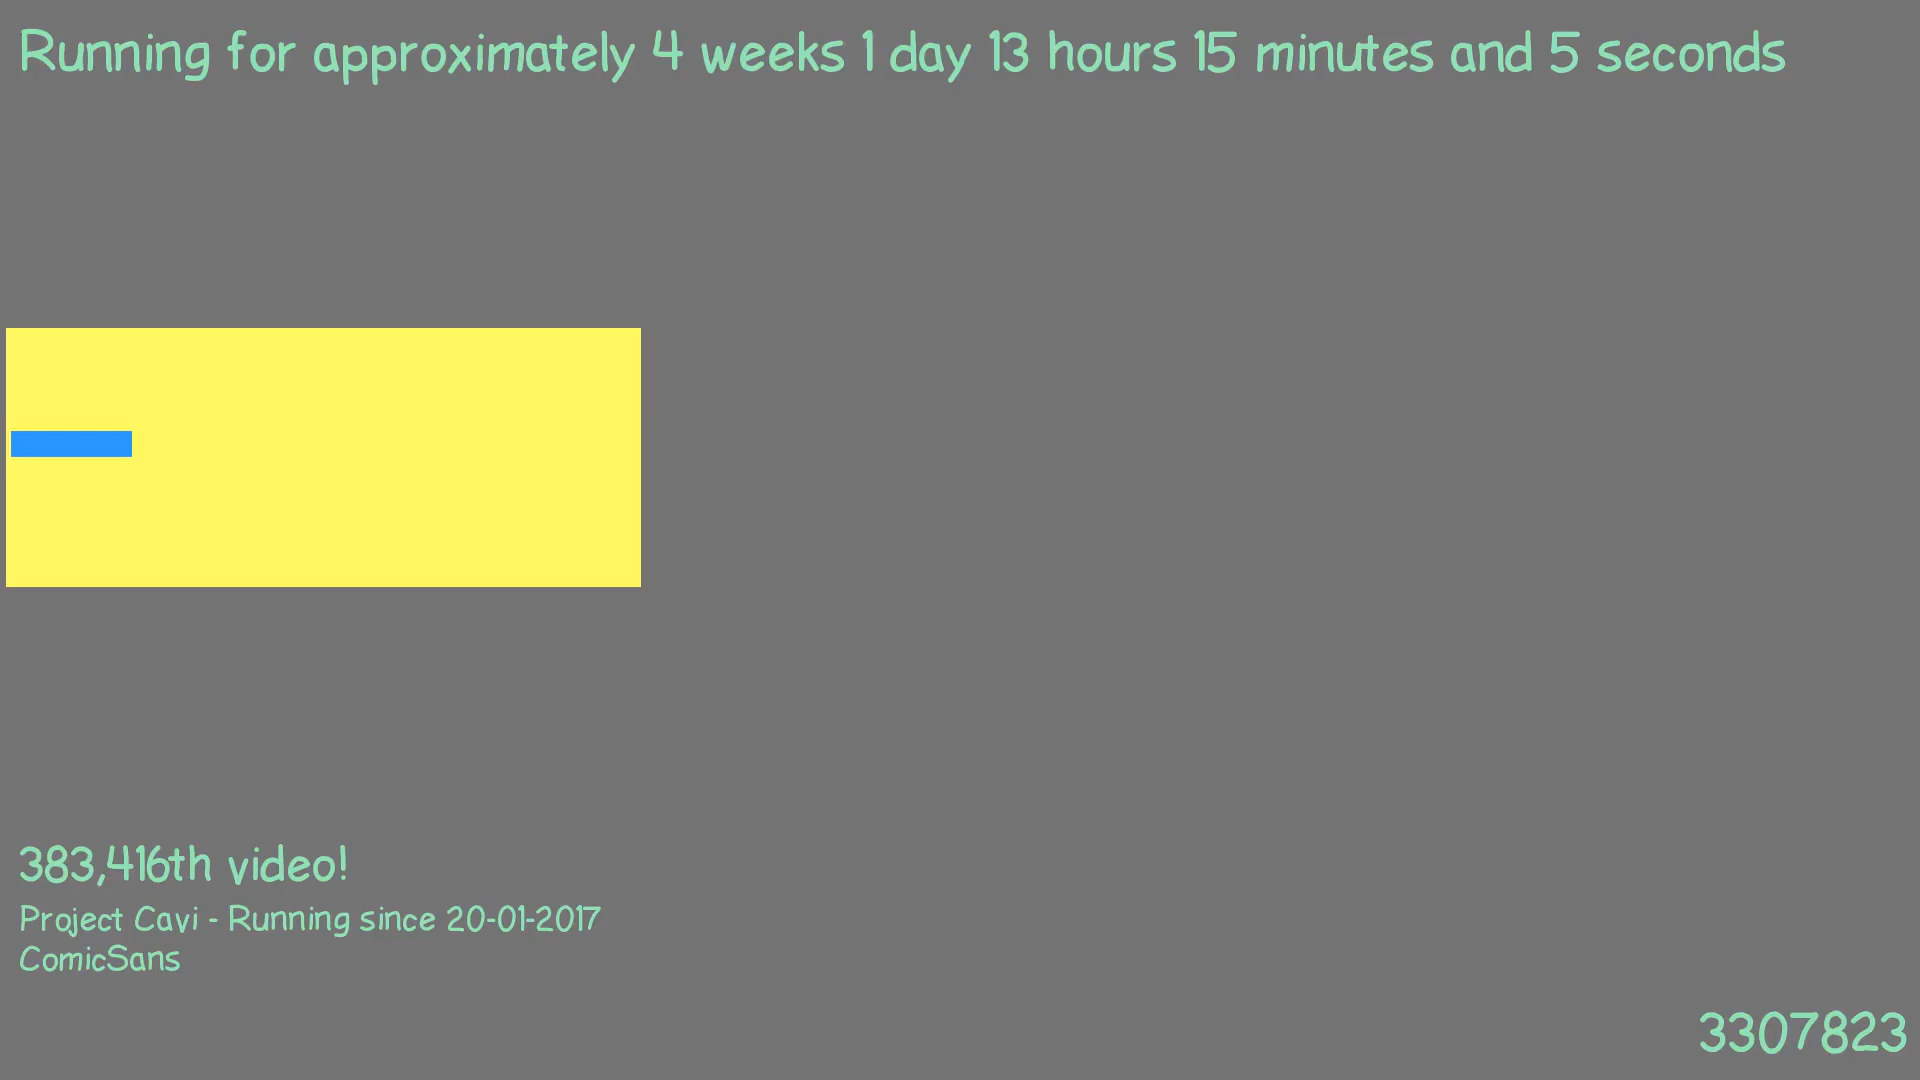 Running for approximately 4 weeks 1 day 13 hours 15 minutes and 5 seconds
383,416th video!
Project Cavi - Running since 20-01-2017
ComicSans
3307823